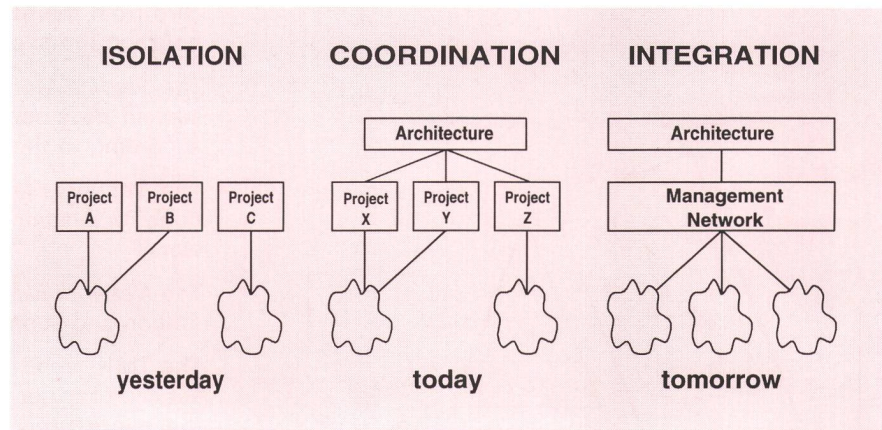 ISOLATION
COORDINATION
INTEGRATION
Architecture
Architecture
Project
A
Project
B
Project
C
Project
X
Project
Y
Project
Z
Management
Network
yesterday
today
tomorrow